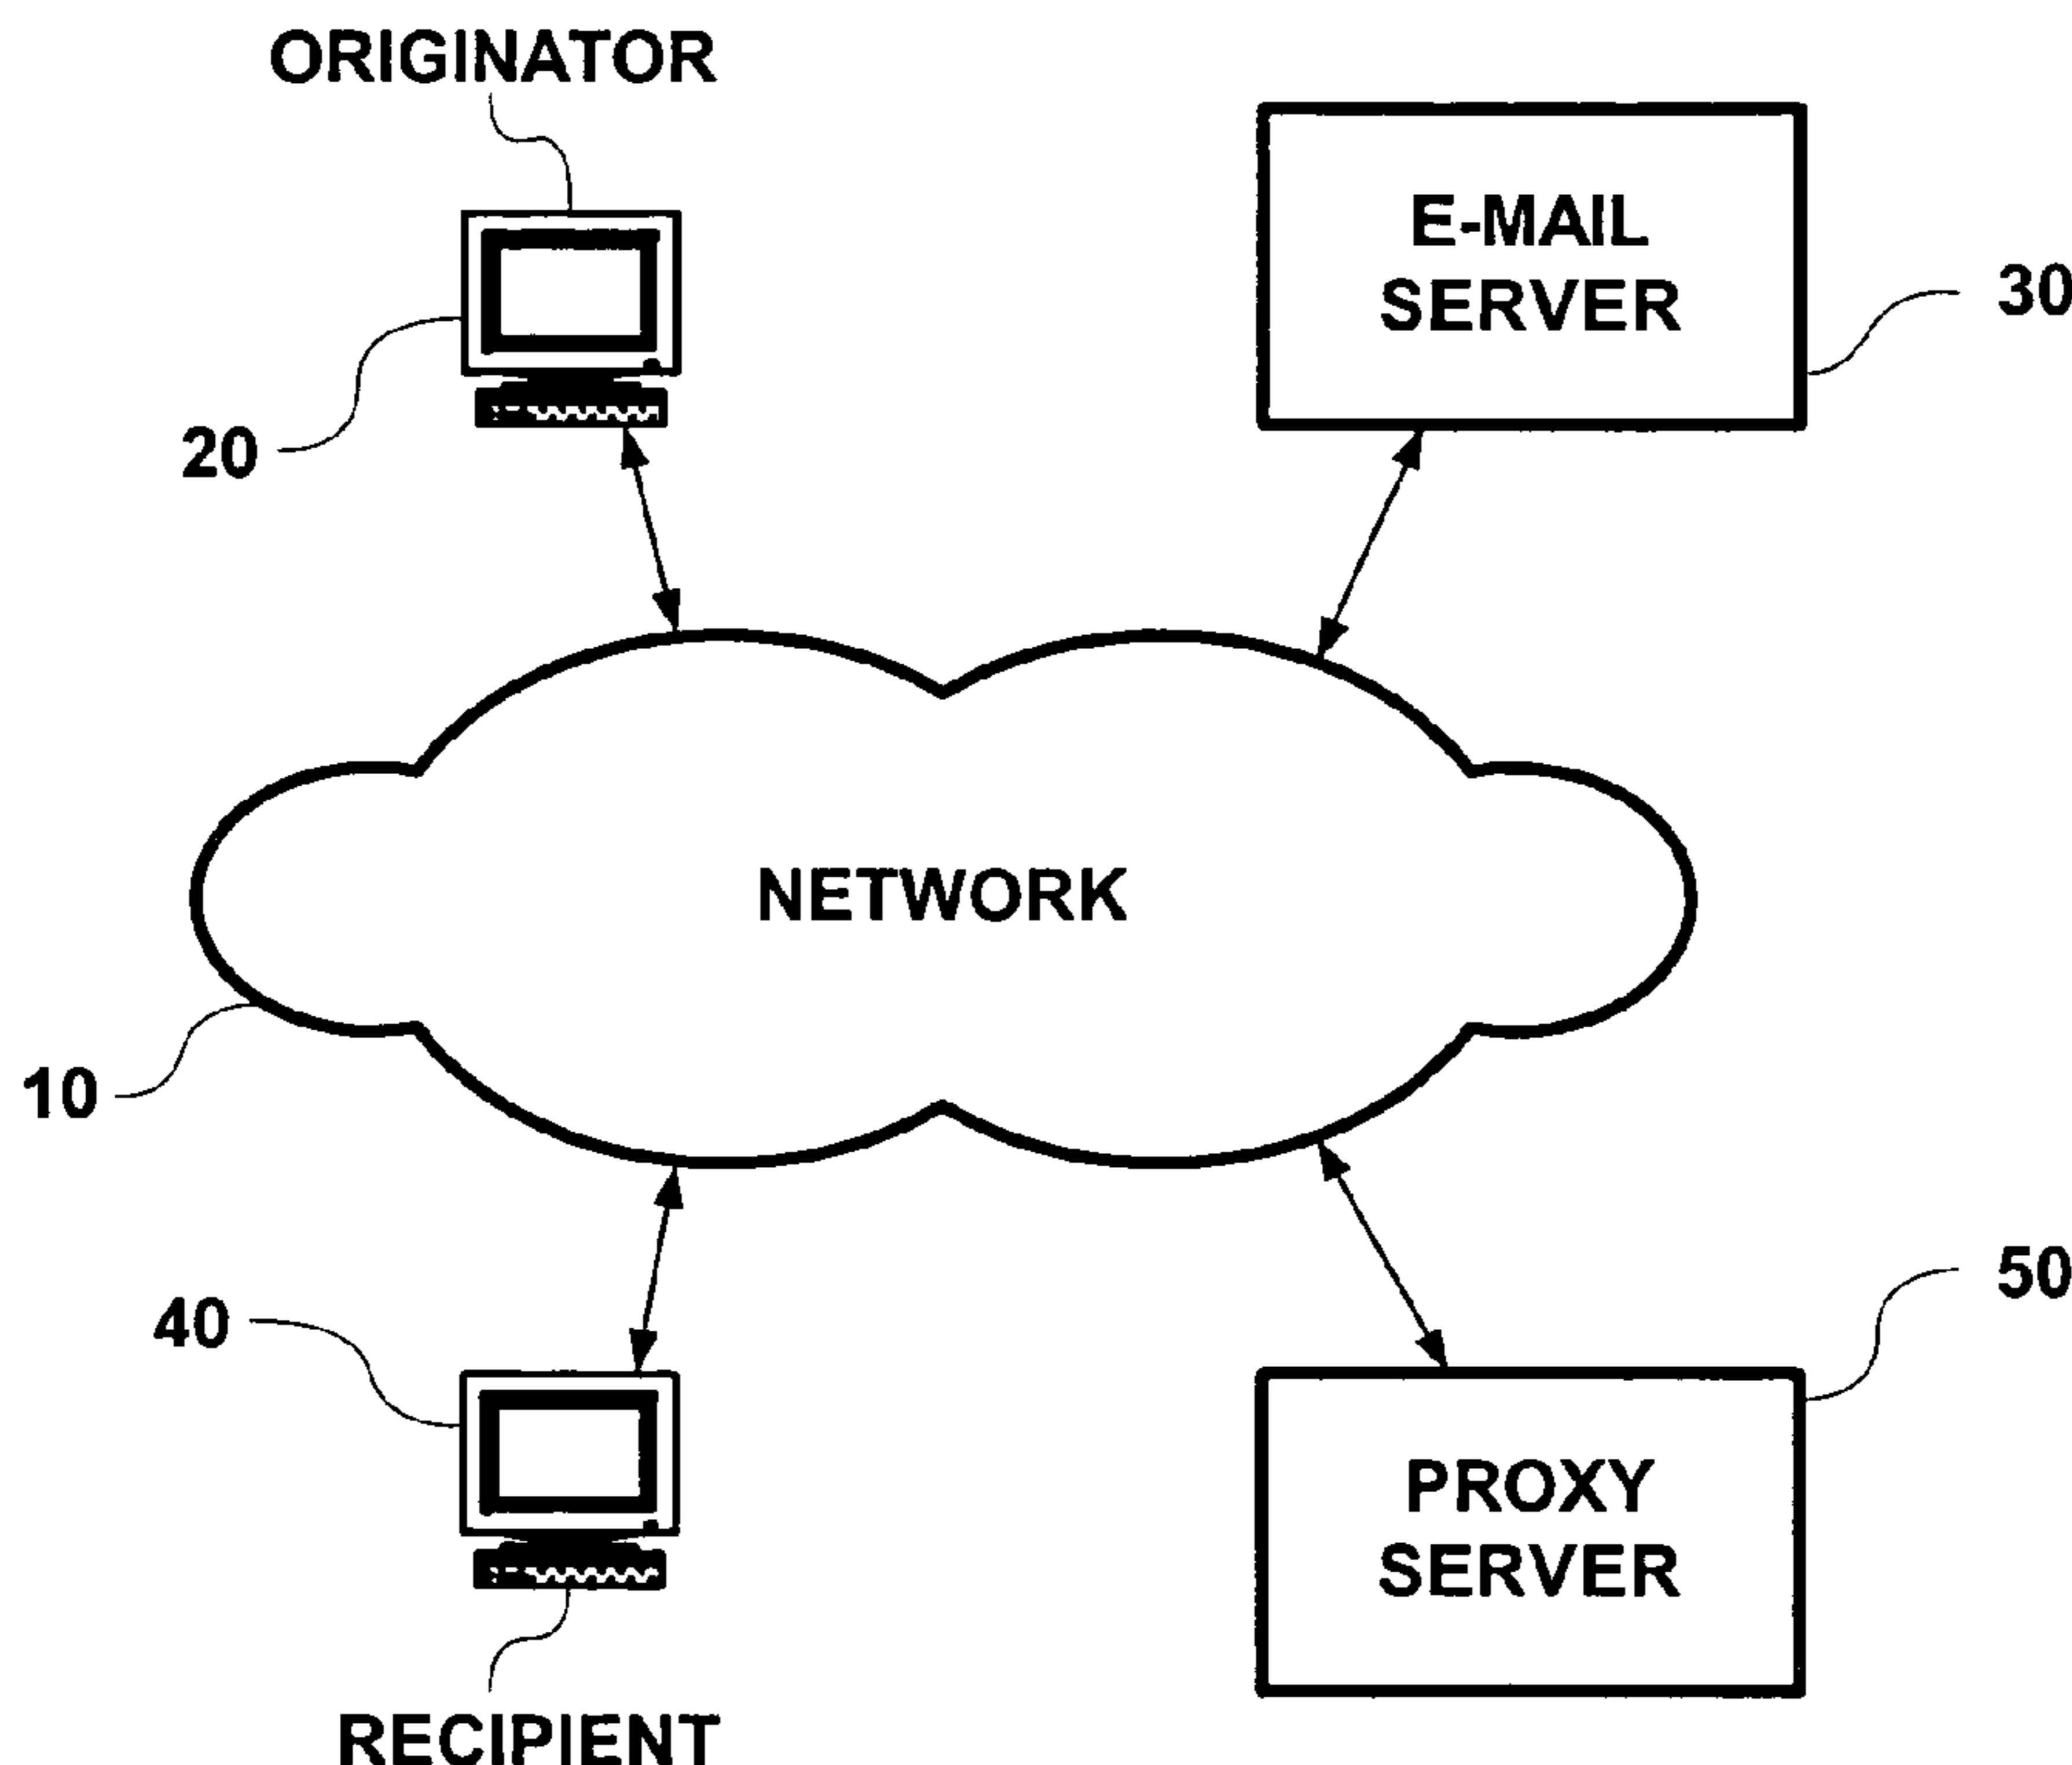 ORIGINATOR
E-MAIL
SERVER
30
20
NETWORK
10
50
40
PROXY
SERVER
RECIPIENT